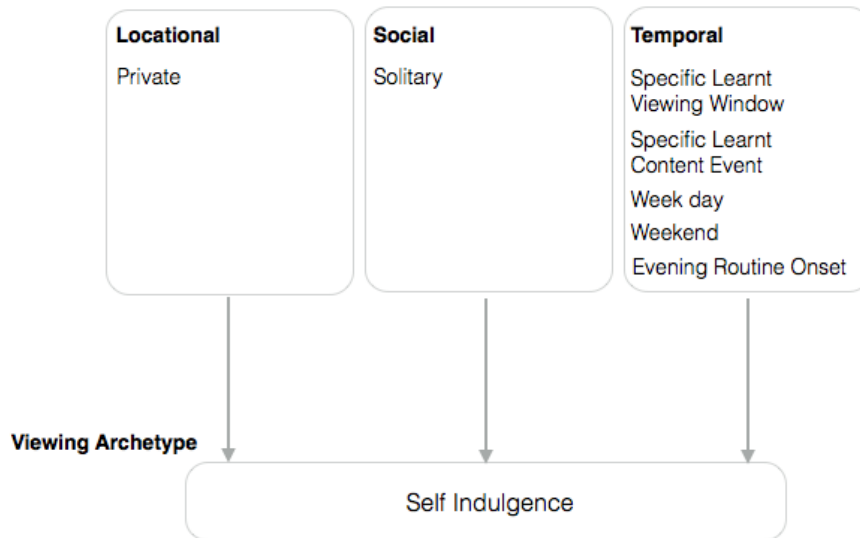 Locational
Private
Social
Solitary
Temporal
Specific Learnt
Viewing Window
Specific Learnt
Content Event
Week day
Weekend
Evening Routine Onset
Viewing Archetype
Self Indulgence